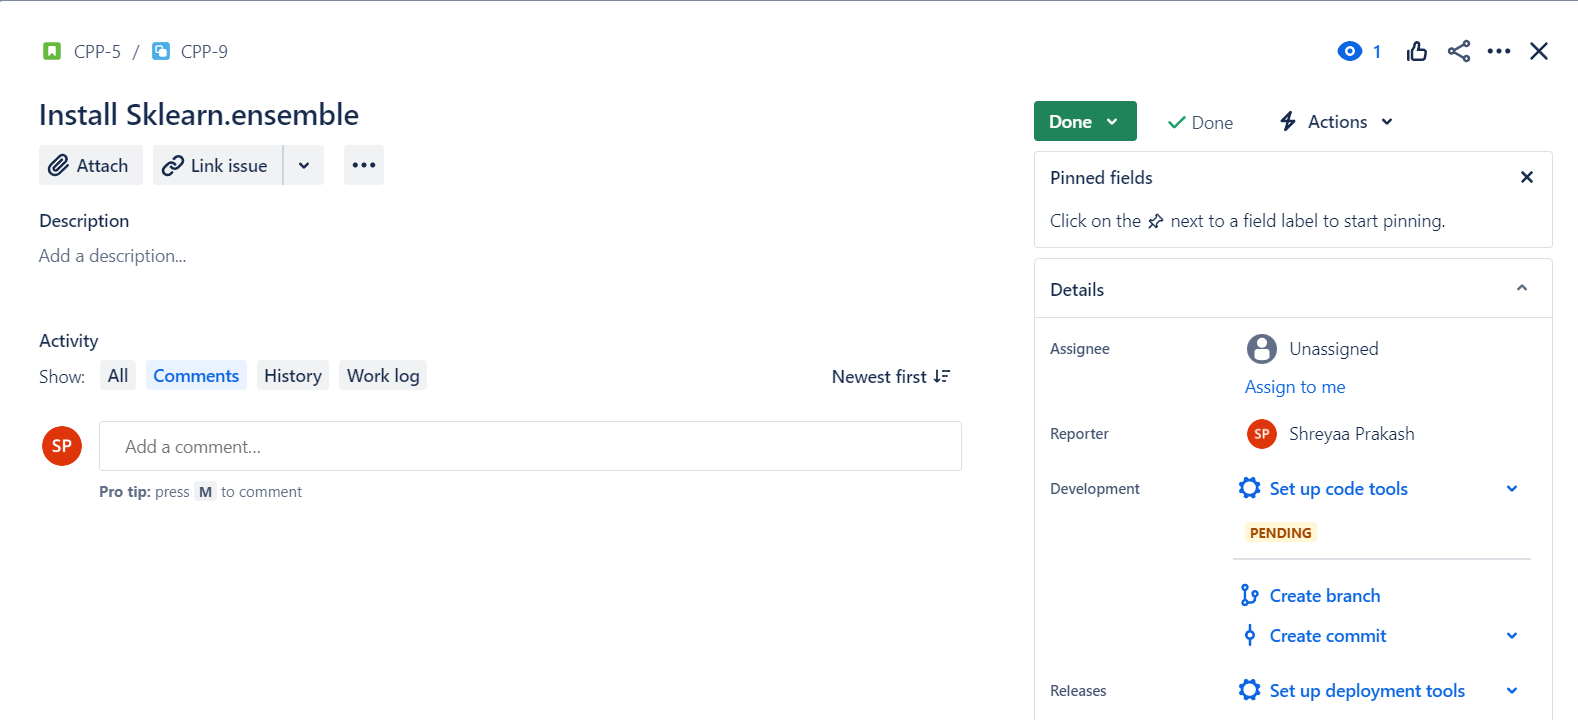 CPP-5 / CPP-9
1
Install Sklearn.ensemble
Done
Done
Actions
Attach
Link issue
Pinned fields
Click on the next to a field label to start pinning.
Description
Add a description...
Details
Activity
Show: All Comments History Work log
Newest first
Assignee
Unassigned
Assign to me
SP
Add a comment...
Pro tip: press M to comment
Reporter
SP Shreyaa Prakash
Development
Set up code tools
PENDING
Create branch
Create commit
Releases
Set up deployment tools